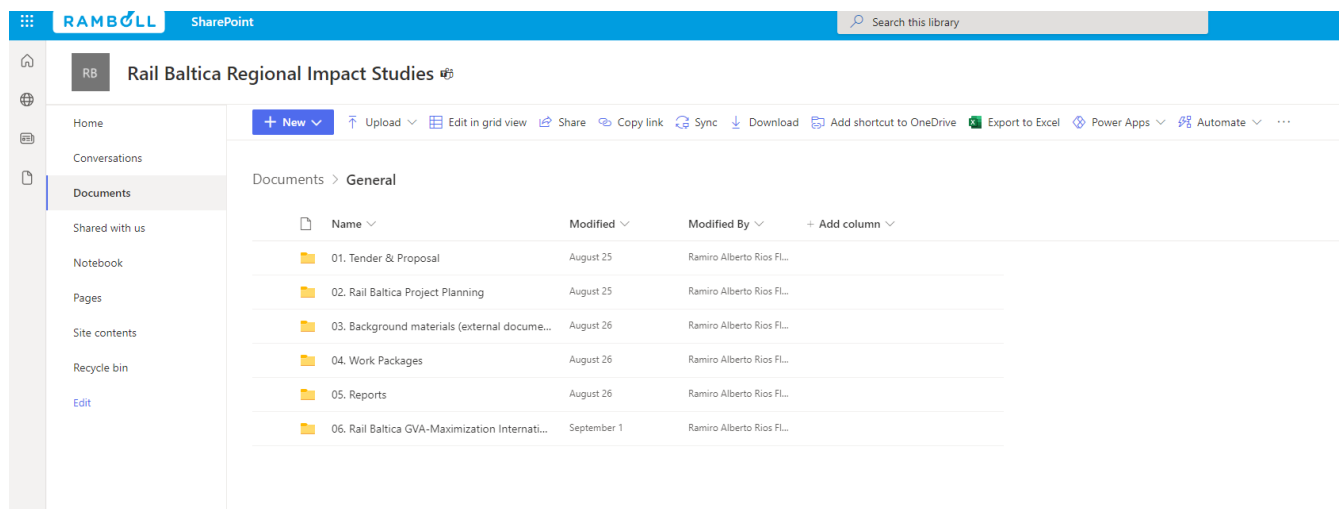 RAMBOLL SharePoint Search this library
RB Rail Baltica Regional Impact Studies
Home
Conversations
Documents
Shared with us
Notebook
Pages
Site contents
Recycle bin
Edit
+ New Upload Edit in grid view Share Copy link Sync Download Add shortcut to OneDrive Export to Excel Power Apps Automate ...
Documents > General
Name Modified Modified By + Add column
01. Tender & Proposal August 25 Ramiro Alberto Rios Fl...
02. Rail Baltica Project Planning August 25 Ramiro Alberto Rios Fl...
03. Background materials (external docume... August 26 Ramiro Alberto Rios Fl...
04. Work Packages August 26 Ramiro Alberto Rios Fl...
05. Reports August 26 Ramiro Alberto Rios Fl...
06. Rail Baltica GVA-Maximization Internati... September 1 Ramiro Alberto Rios Fl...